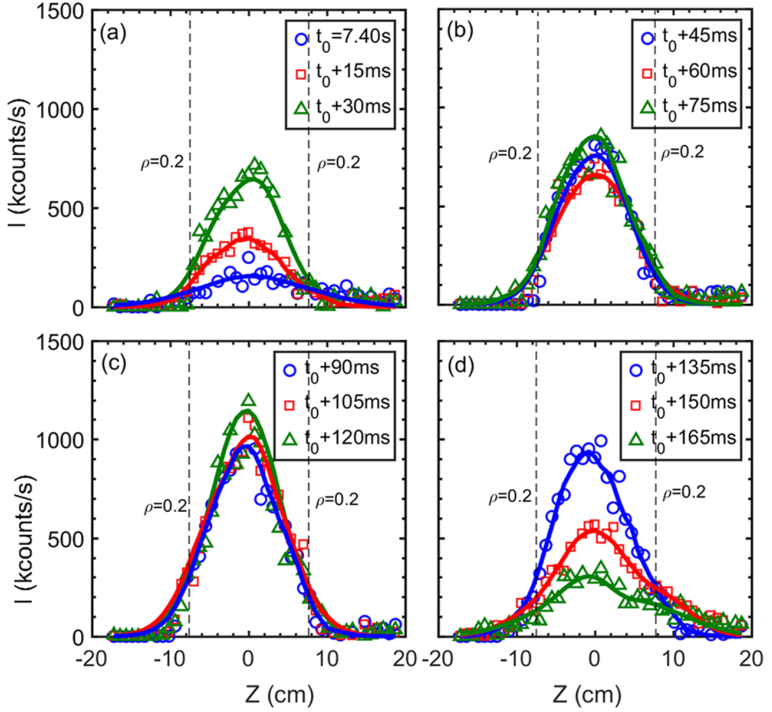 (a)
t0=7.40s
t0+15ms
t0+30ms
ρ=0.2
ρ=0.2
1500
1000
500
0
I (kcounts/s)
(b)
t0+45ms
t0+60ms
t0+75ms
ρ=0.2
ρ=0.2
(c)
t0+90ms
t0+105ms
t0+120ms
ρ=0.2
ρ=0.2
1500
1000
500
0
I (kcounts/s)
-20 -10 0 10 20
Z (cm)
(d)
t0+135ms
t0+150ms
t0+165ms
ρ=0.2
ρ=0.2
-20 -10 0 10 20
Z (cm)